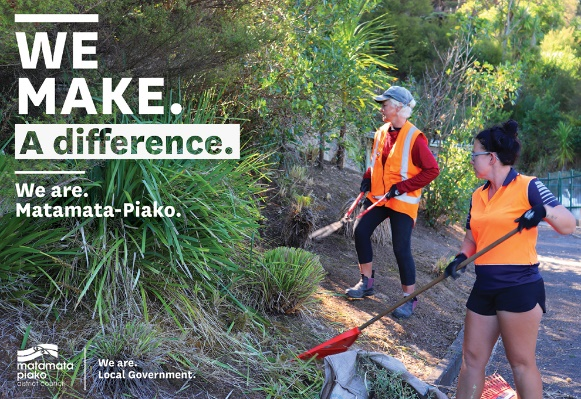 WE
MAKE.
A difference.
We are.
Matamata-Piako.
matamata
piako
district council
We are.
Local Government.